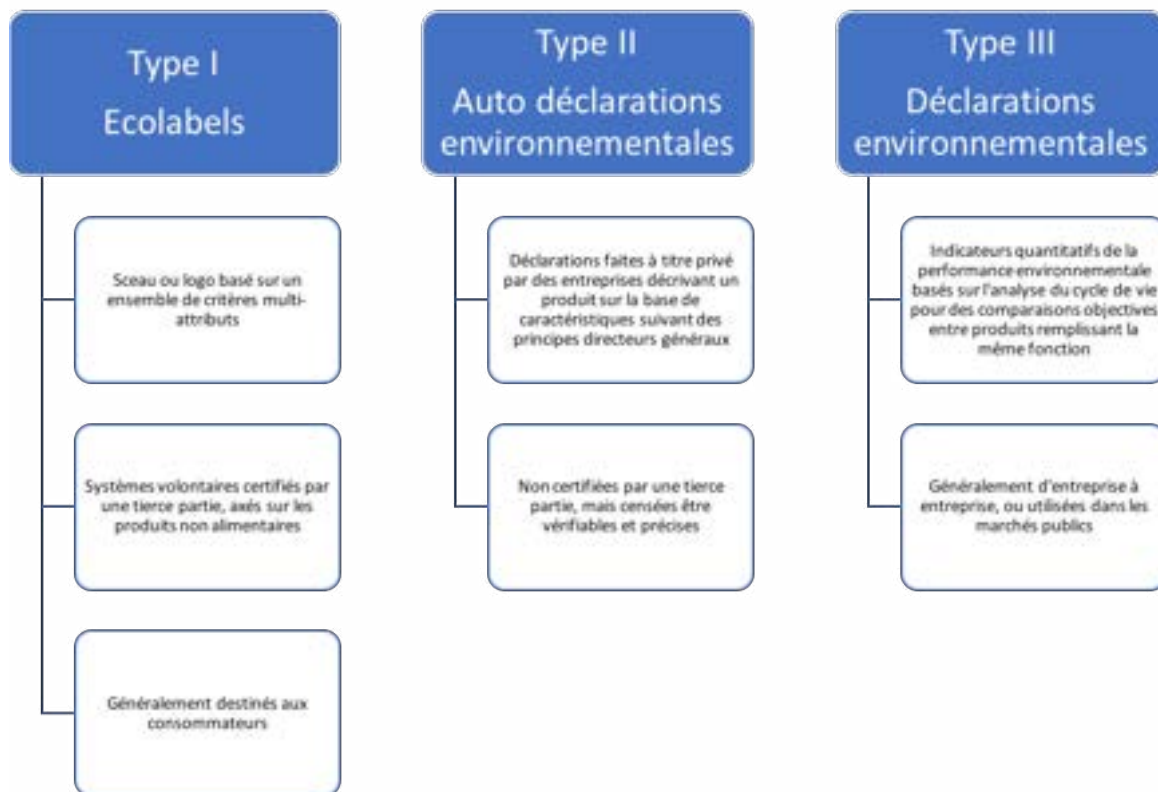 Type I
Ecolabels
Sceau ou logo basé sur un
ensemble de critères multi-
attributs
Systèmes volontaires certifiés par
une tierce partie, axés sur les
produits non alimentaires
Généralement destinés aux
consommateurs
Type II
Auto déclarations
environnementales
Déclarations faites à titre privé
par des entreprises décrivant un
produit sur la base de
caractéristiques suivant des
principes directeurs généraux
Non certifiées par une tierce
partie, mais censées être
vérifiables et précises
Type III
Déclarations
environnementales
Indicateurs quantitatifs de la
performance environnementale
basés sur l'analyse du cycle de vie
pour des comparaisons objectives
entre produits remplissant la
même fonction
Généralement d'entreprise à
entreprise, ou utilisées dans les
marchés publics